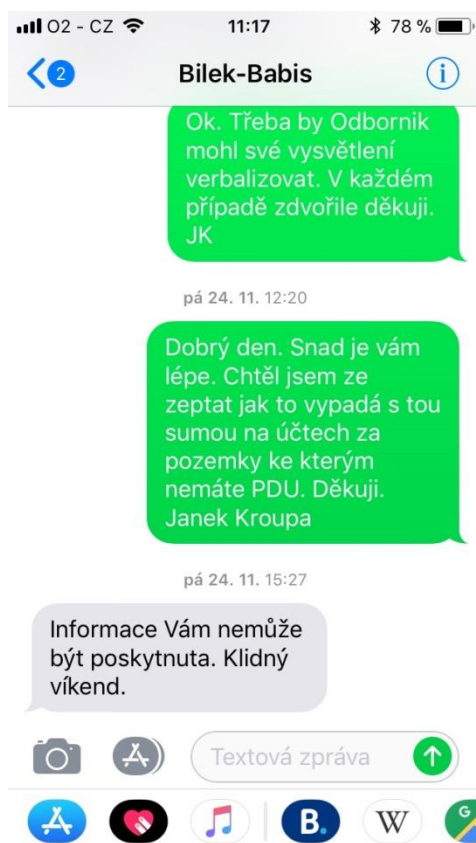 O2 - CZ 11:17 78 %
2 Bilek-Babis
Ok. Třeba by Odbornik
mohl své vysvětlení
verbalizovat. V každém
případě zdvořile děkuji.
JK
pá 24. 11. 12:20
Dobrý den. Snad je vám
lépe. Chtěl jsem ze
zeptat jak to vypadá s tou
sumou na účtech za
pozemky ke kterým
nemáte PDU. Děkuji.
Janek Kroupa
pá 24. 11. 15:27
Informace Vám nemůže
být poskytnuta. Klidný
víkend.
Textová zpráva
B. W G